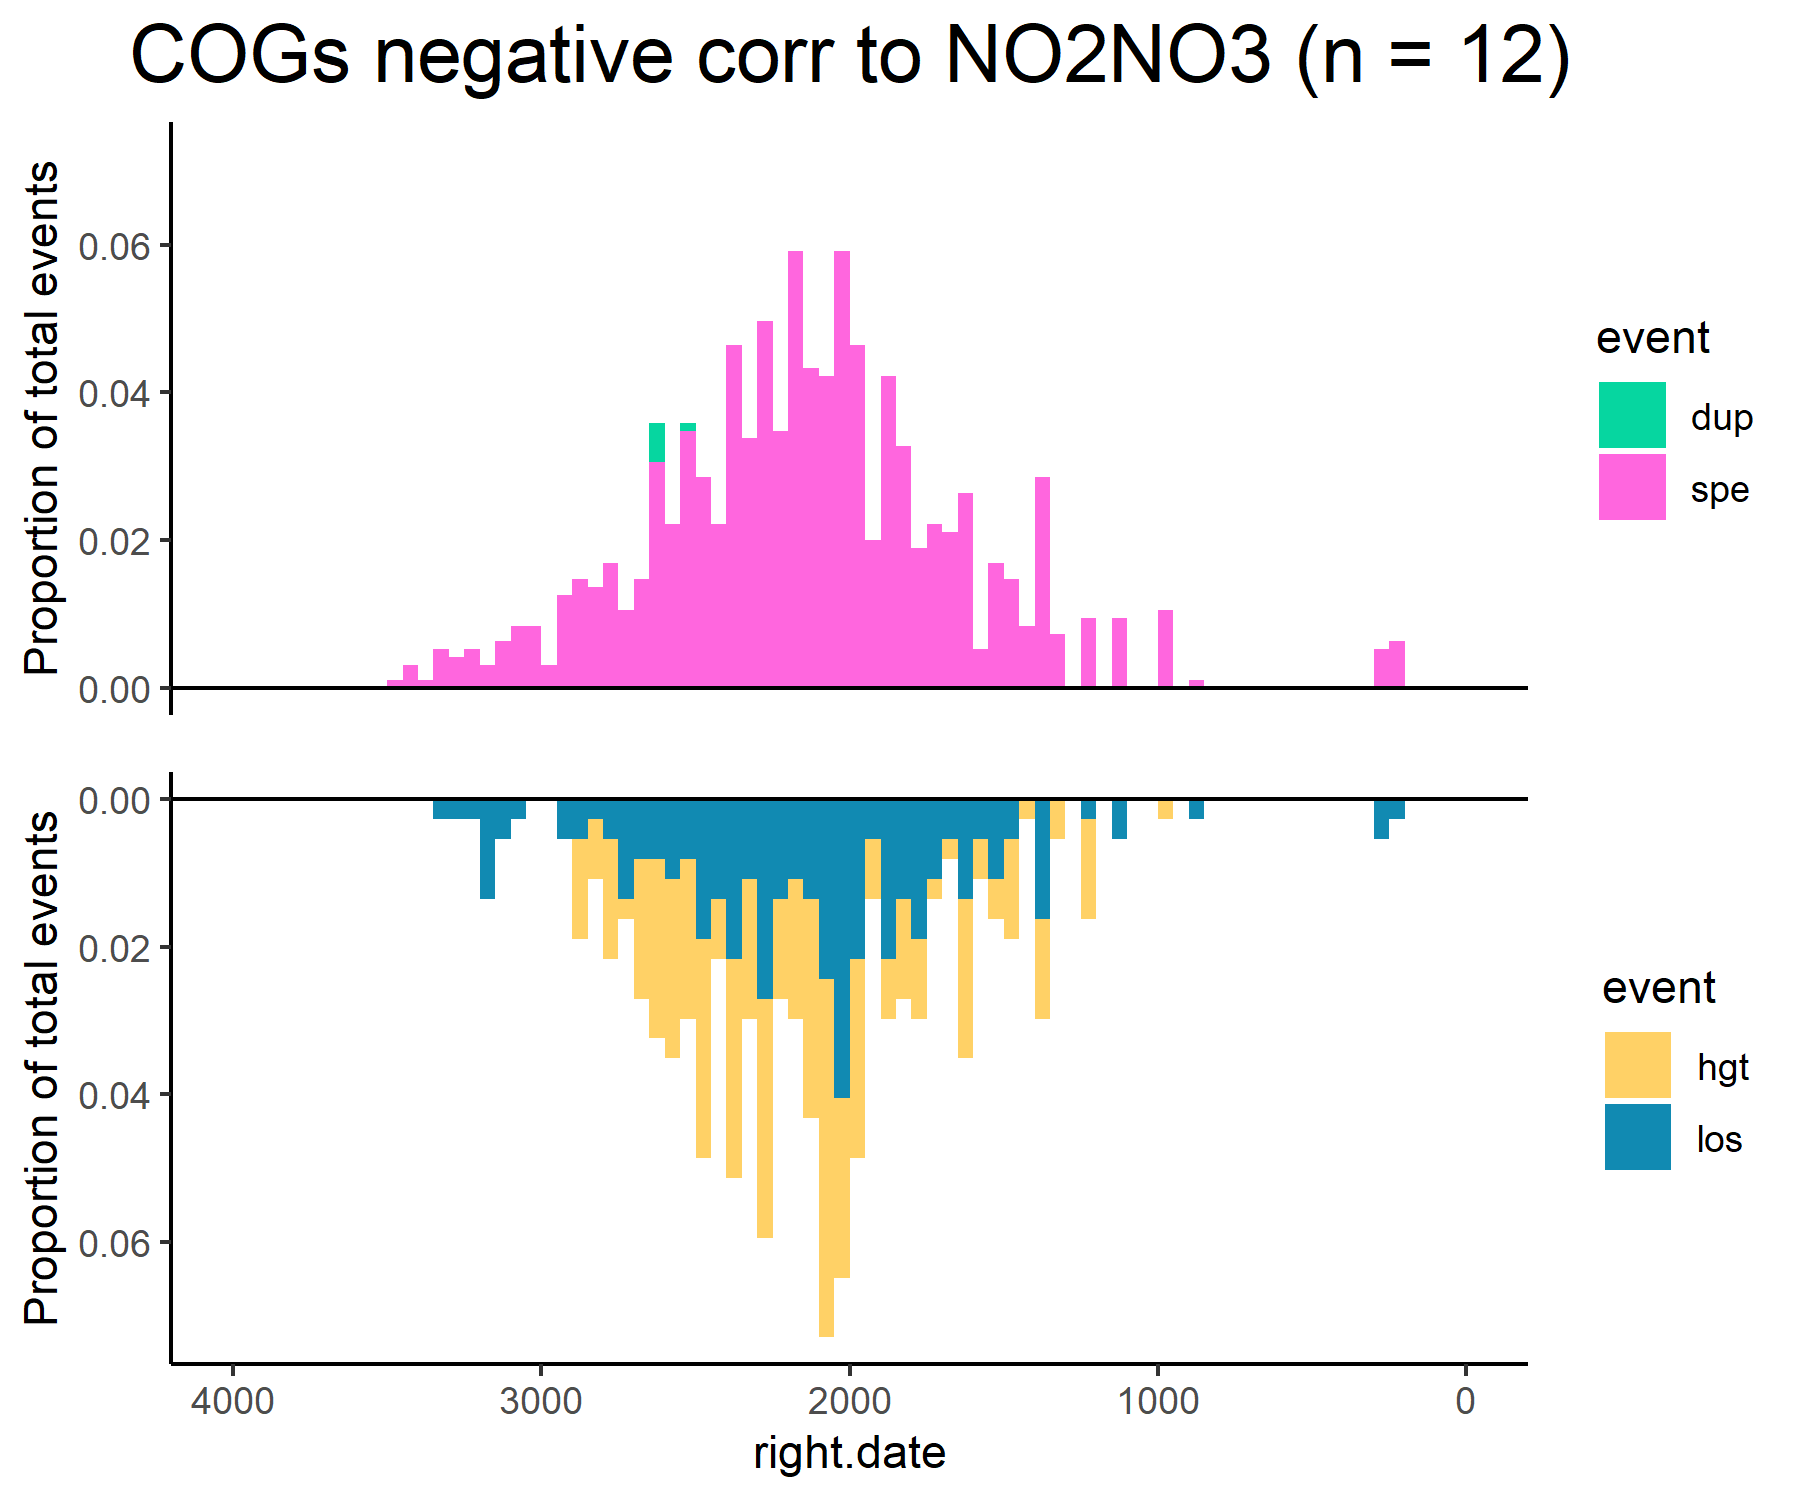 COGs negative corr to NO2NO3 (n = 12)
Proportion of total events
0.06
0.04
0.02
0.00
event
dup
spe
Proportion of total events
0.00
0.02
0.04
0.06
event
hgt
los
4000 3000 2000 1000 0
right.date